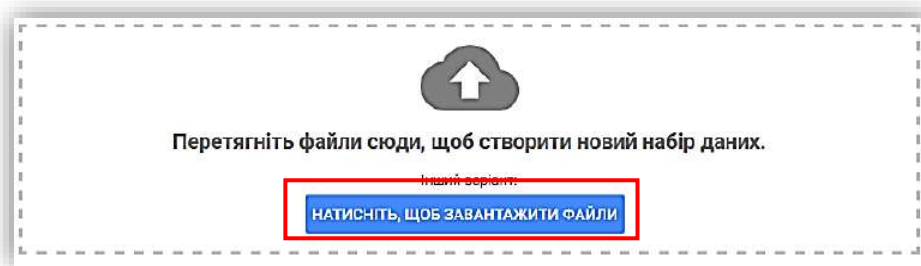 Перетягніть файли сюди, щоб створити новий набір даних.
Інший варіант:
НАТИСНІТЬ, ЩОБ ЗАВАНТАЖИТИ ФАЙЛИ